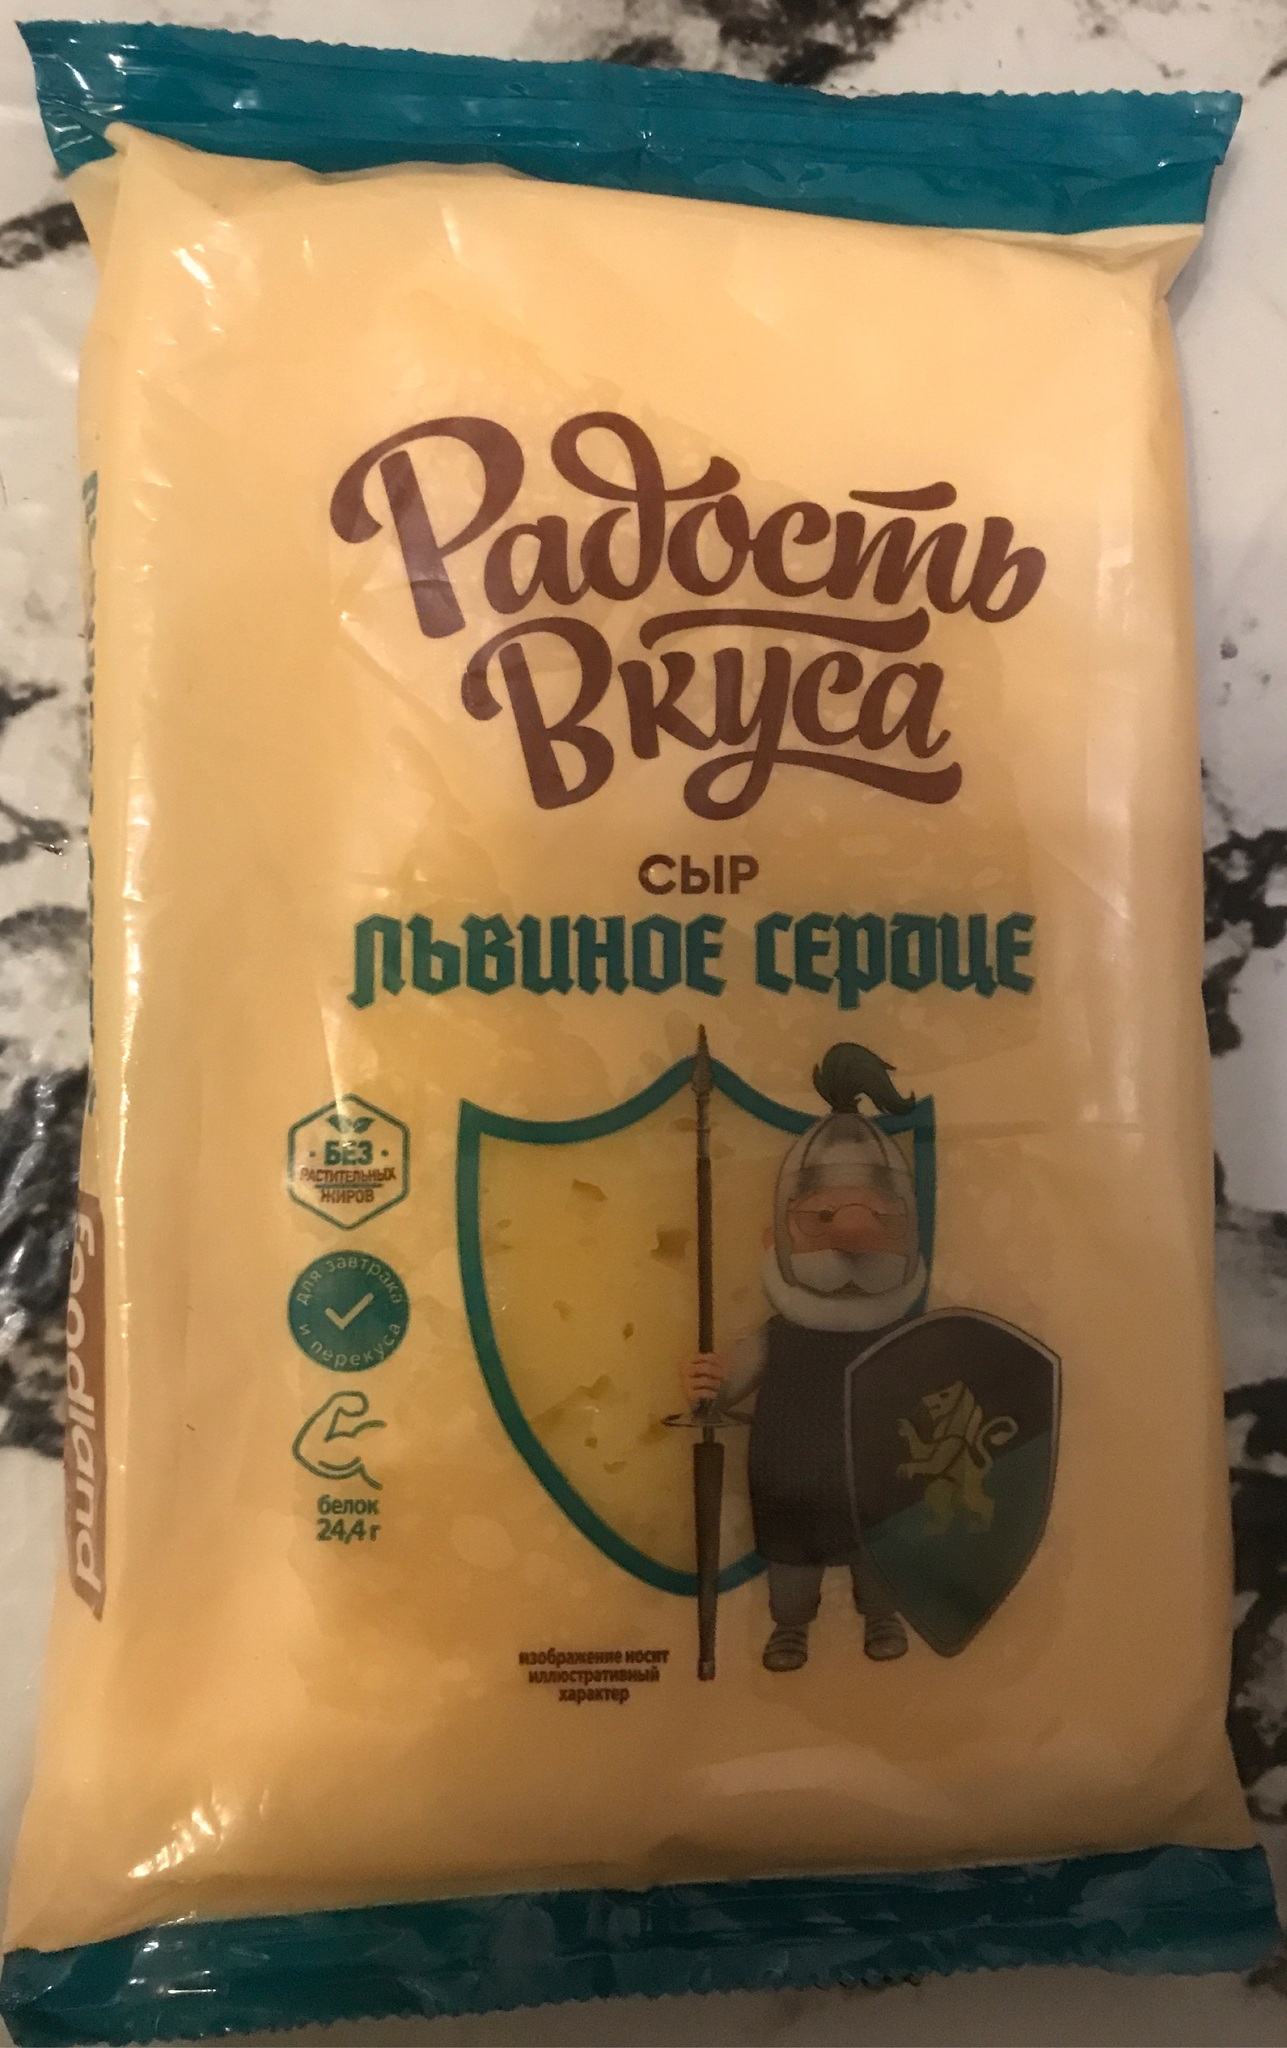 Радость
Вкуса
СЫР
ЛЬВИНОЕ СЕРДЦЕ
БЕЗ
РАСТИТЕЛЬНЫХ
ЖИРОВ
для завтрака
и перекуса
белок
24,4 г
изображение носит
иллюстративный
характер
foodland